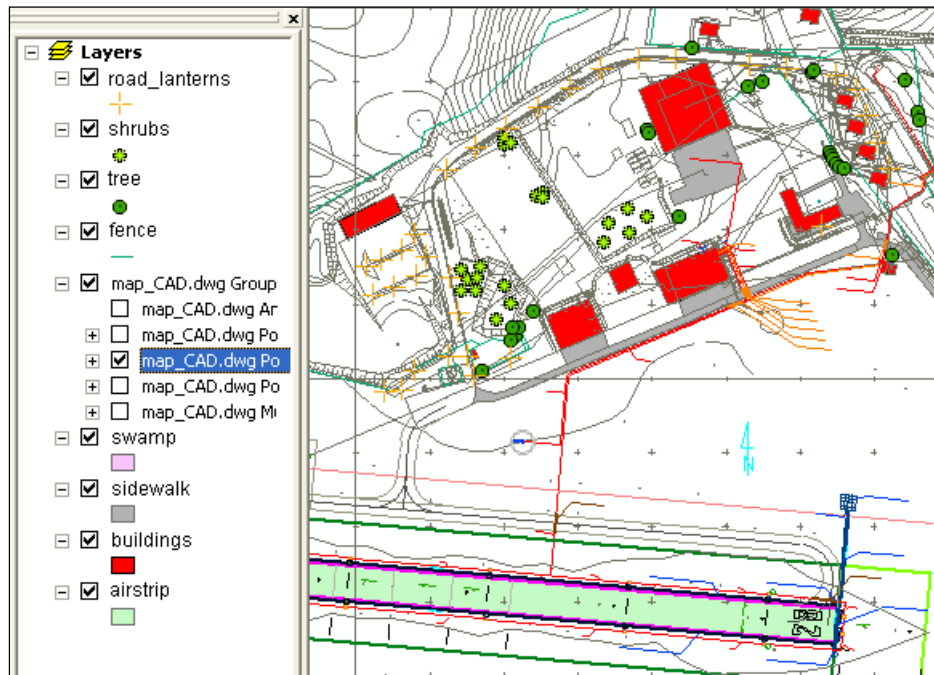 Layers
road_lanterns
shrubs
tree
fence
map_CAD.dwg Group
map_CAD.dwg Ar
map_CAD.dwg Po
map_CAD.dwg Po
map_CAD.dwg Po
map_CAD.dwg Mu
swamp
sidewalk
buildings
airstrip
N